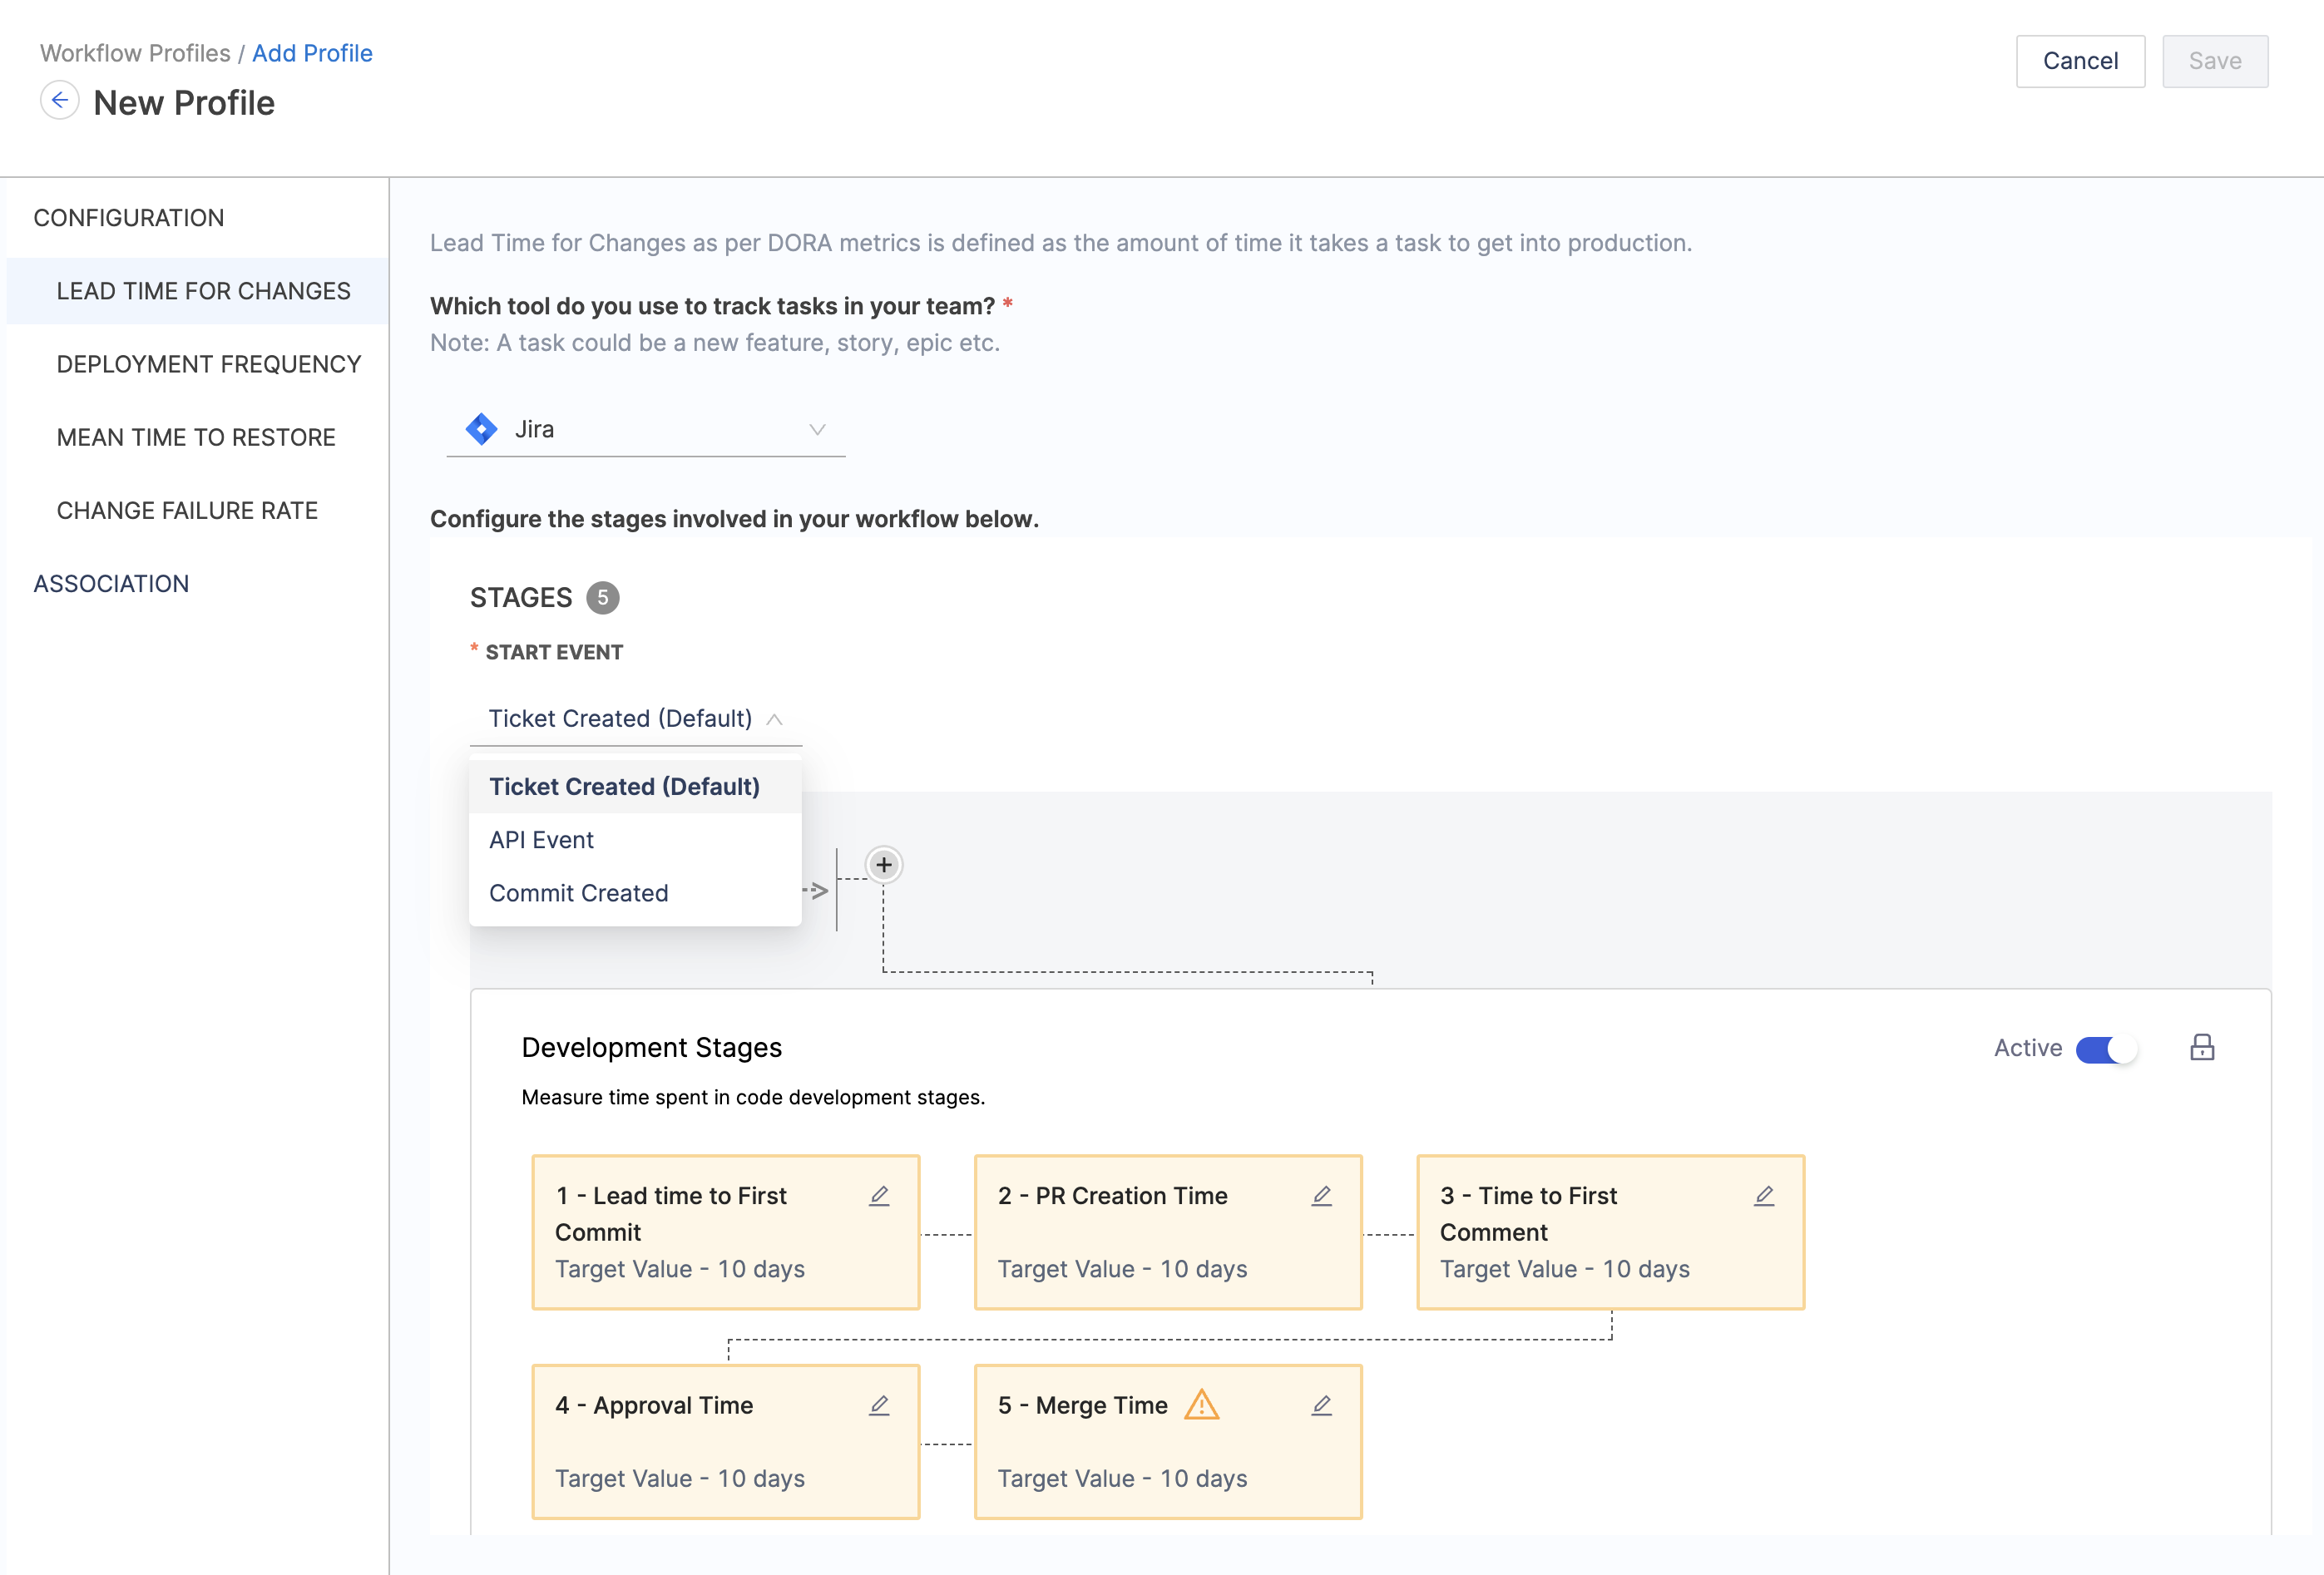 Workflow Profiles / Add Profile
New Profile
Cancel
Save
CONFIGURATION
LEAD TIME FOR CHANGES
DEPLOYMENT FREQUENCY
MEAN TIME TO RESTORE
CHANGE FAILURE RATE
ASSOCIATION
Lead Time for Changes as per DORA metrics is defined as the amount of time it takes a task to get into production.
Which tool do you use to track tasks in your team? *
Note: A task could be a new feature, story, epic etc.
Jira
Configure the stages involved in your workflow below.
STAGES 5
* START EVENT
Ticket Created (Default)
Ticket Created (Default)
API Event
Commit Created
Development Stages
Active
Measure time spent in code development stages.
1 - Lead time to First
Commit
Target Value - 10 days
2 - PR Creation Time
Target Value - 10 days
3 - Time to First
Comment
Target Value - 10 days
4 - Approval Time
Target Value - 10 days
5 - Merge Time
Target Value - 10 days